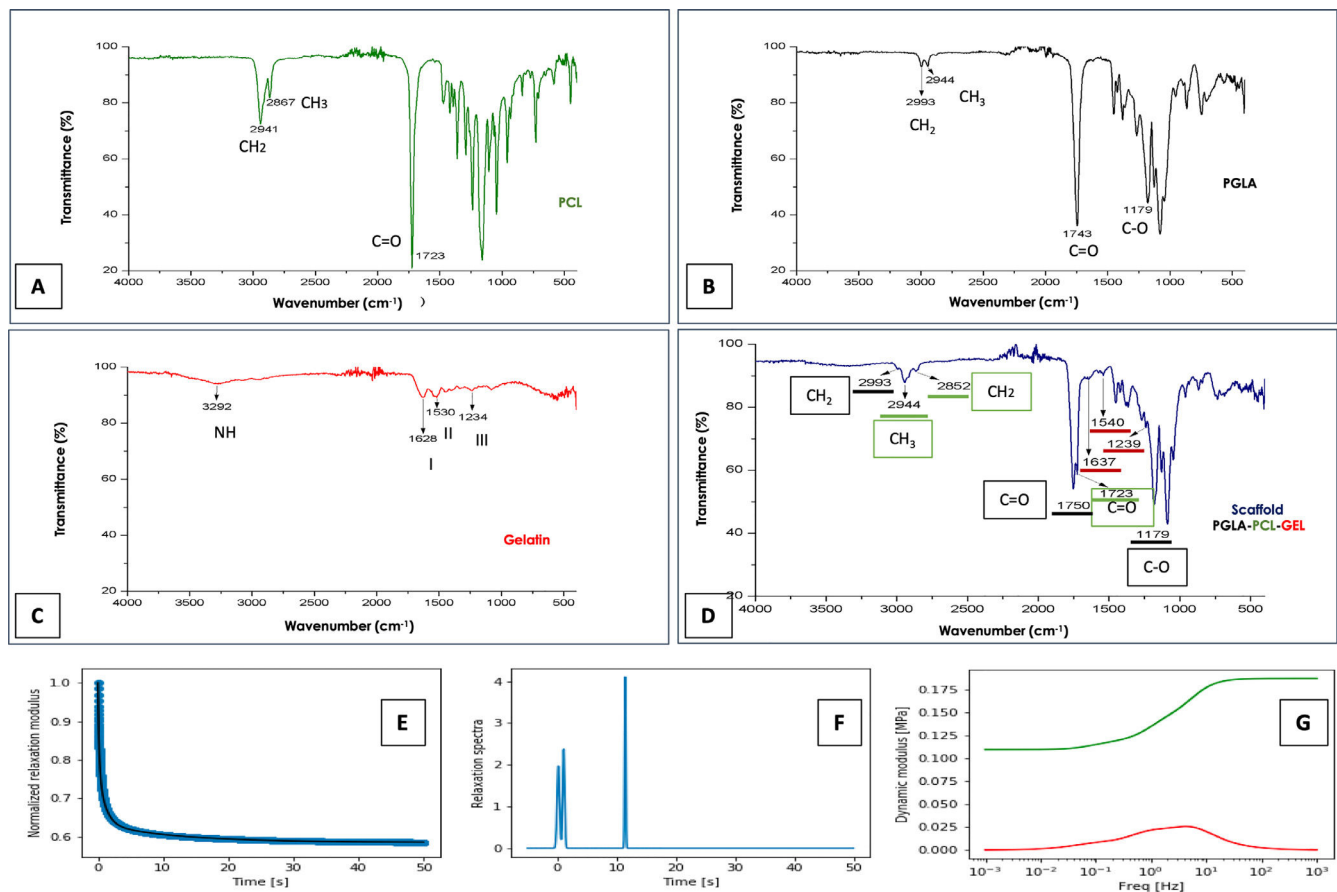 A
Transmittance (%)
100
80
60
40
20
2867
CH3
2941
CH2
C=O
1723
PCL
4000 3500 3000 2500 2000 1500 1000 500
Wavenumber (cm-1)
)
B
Transmittance (%)
100
80
60
40
20
2944
2993
CH3
CH2
PGLA
1179
C-O
1743
C=O
4000 3500 3000 2500 2000 1500 1000 500
Wavenumber (cm-1)
C
Transmittance (%)
100
80
60
40
20
3292
NH
1530
1234
1628
II
III
I
Gelatin
4000 3500 3000 2500 2000 1500 1000 500
Wavenumber (cm-1)
D
Transmittance (%)
100
80
60
40
20
2993
2852
CH2
CH2
2944
CH3
1540
1239
1637
C=O
1750
1723
C=O
Scaffold
PGLA-PCL-GEL
1179
C-O
4000 3500 3000 2500 2000 1500 1000 500
Wavenumber (cm-1)
E
Normalized relaxation modulus
1.0
0.9
0.8
0.7
0.6
0 10 20 30 40 50
Time [s]
F
Relaxation spectra
4
3
2
1
0
0 10 20 30 40 50
Time [s]
G
Dynamic modulus [MPa]
0.175
0.150
0.125
0.100
0.075
0.050
0.025
0.000
10−3 10−2 10−1 100 101 102 103
Freq [Hz]